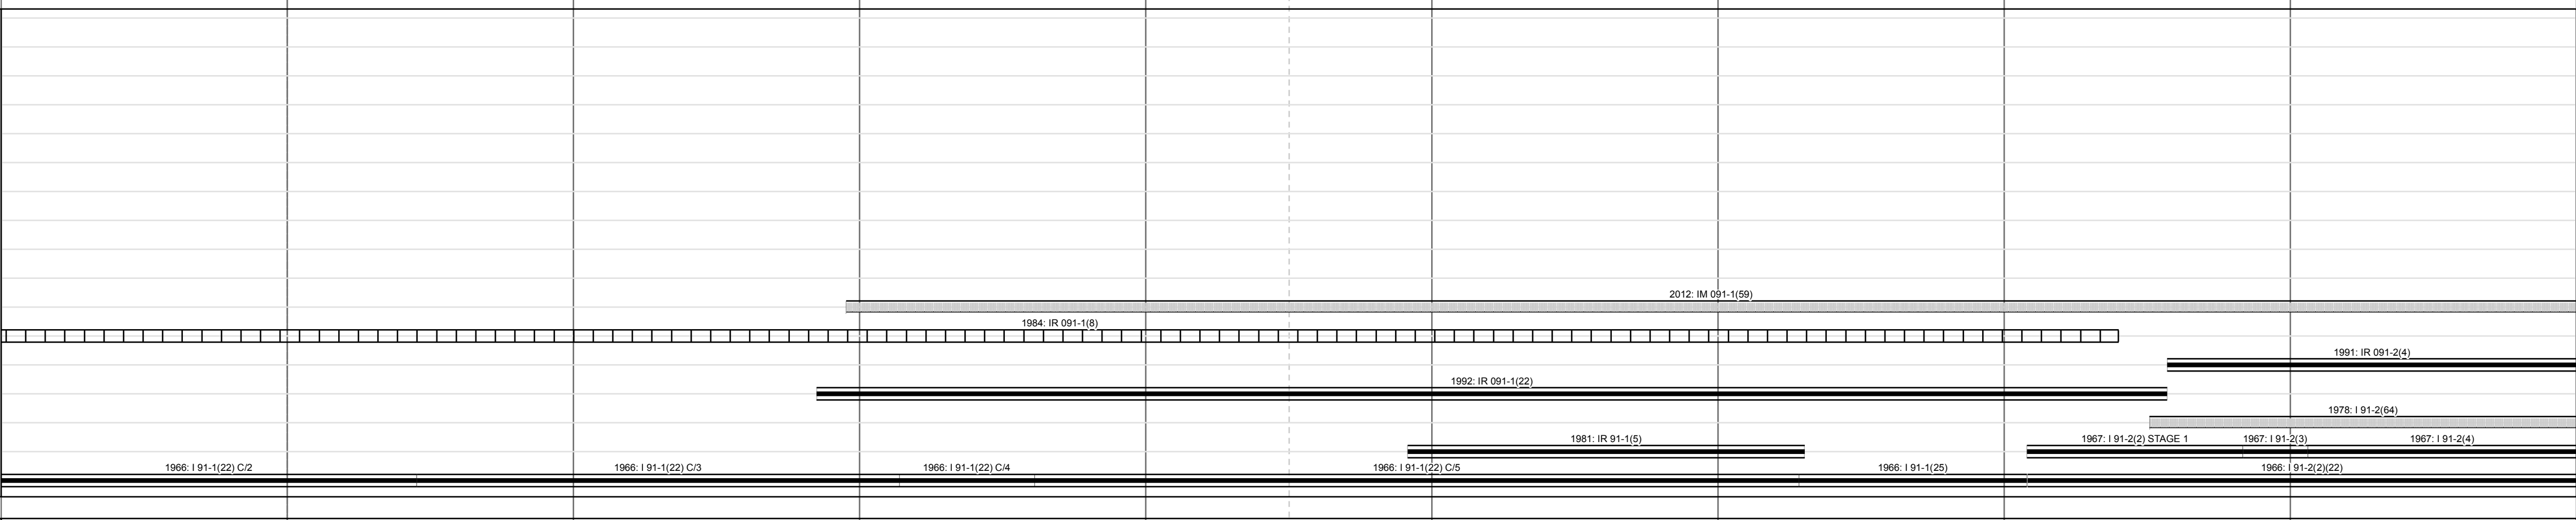 2012: IM 091-1(59)
1984: IR 091-1(8)
1991: IR 091-2(4)
1992: IR 091-1(22)
1978: I 91-2(64)
1981: IR 91-1(5) 1967: I 91-2(2) STAGE 1 1967: I 91-2(3) 1967: I 91-2(4)
1966: I 91-1(22) C/2 1966: I 91-1(22) C/3 1966: I 91-1(22) C/4 1966: I 91-1(22) C/5 1966: I 91-1(25) 1966: I 91-2(2)(22)